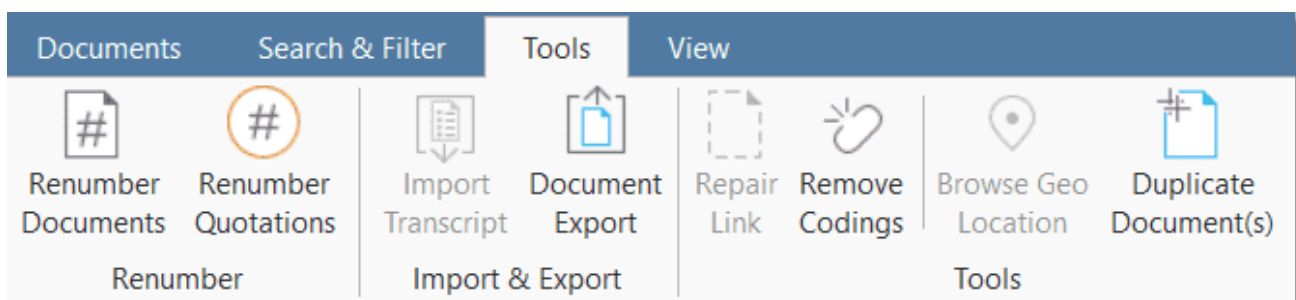 Documents Search & Filter Tools View
# # 
Renumber Renumber Import Document Repair Remove Browse Geo Duplicate
Documents Quotations Transcript Export Link Codings Location Document(s)
Renumber Import & Export Tools